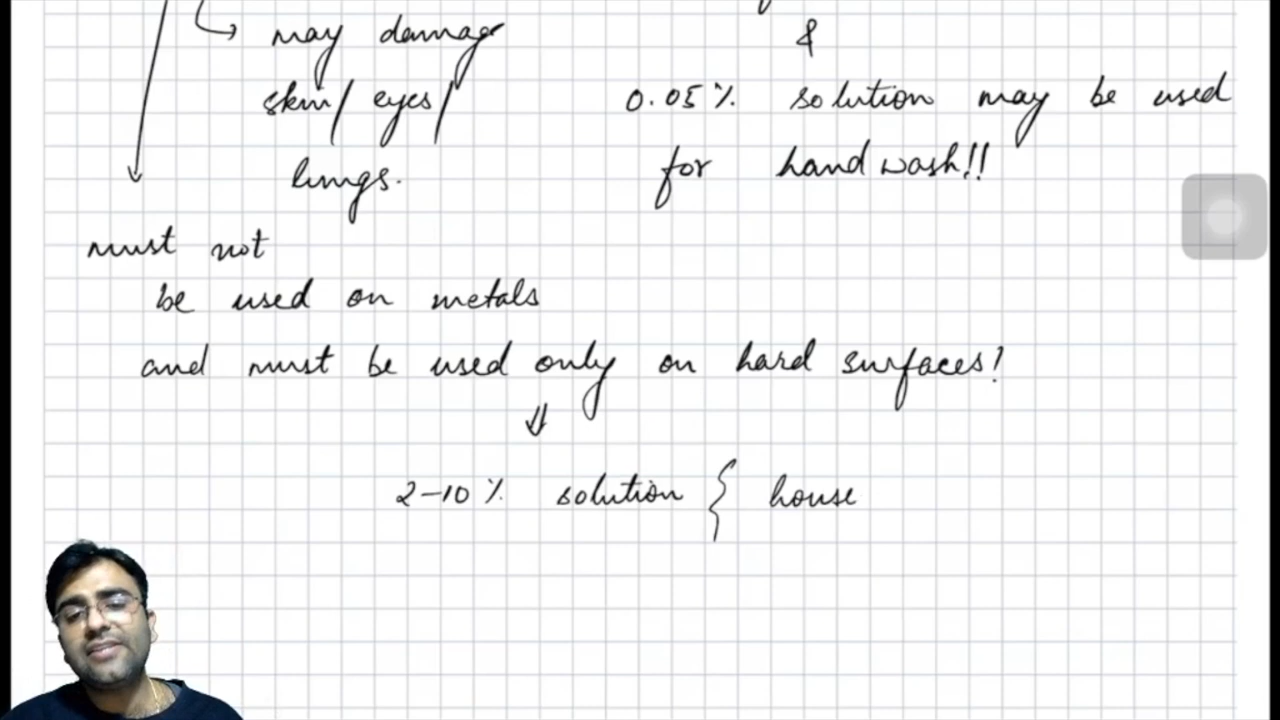 may damage
skin/ eyes/
lungs.
&
0.05% solution may be used
for hand wash!!
must not
be used on metals
and must be used only on hard surfaces!
2-10% solution { house